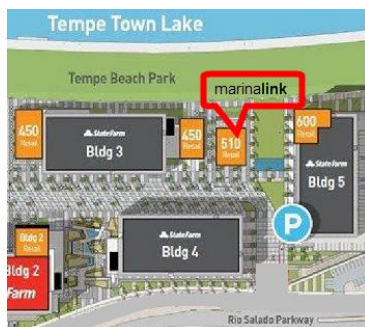 Tempe Town Lake
Tempe Beach Park
marinalink
450
Retail
StateFarm
Bldg 3
450
Retail
510
Retail
600
Retail
StateFarm
Bldg 5
P
Bldg 2
Retail
Bldg 2
Farm
StateFarm
Bldg 4
Rio Salado Parkway